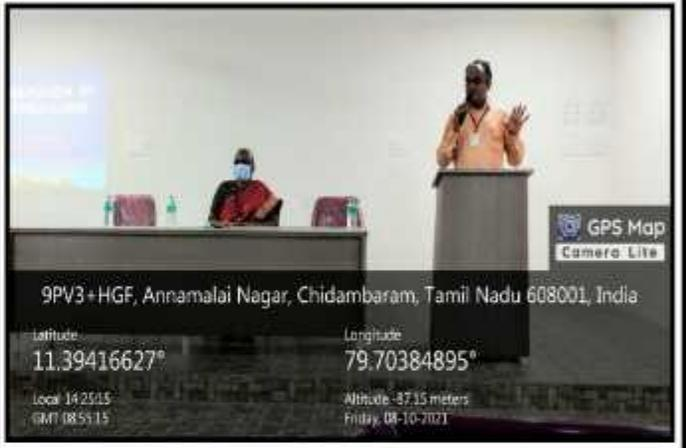 GPS Map
Camera Lite
9PV3+HGF, Annamalai Nagar, Chidambaram, Tamil Nadu 608001, India
Latitude
11.39416627°
Longitude
79.70384895°
Local 14:25:15
GMT 08:55:15
Altitude -87.15 meters
Friday, 08-10-2021